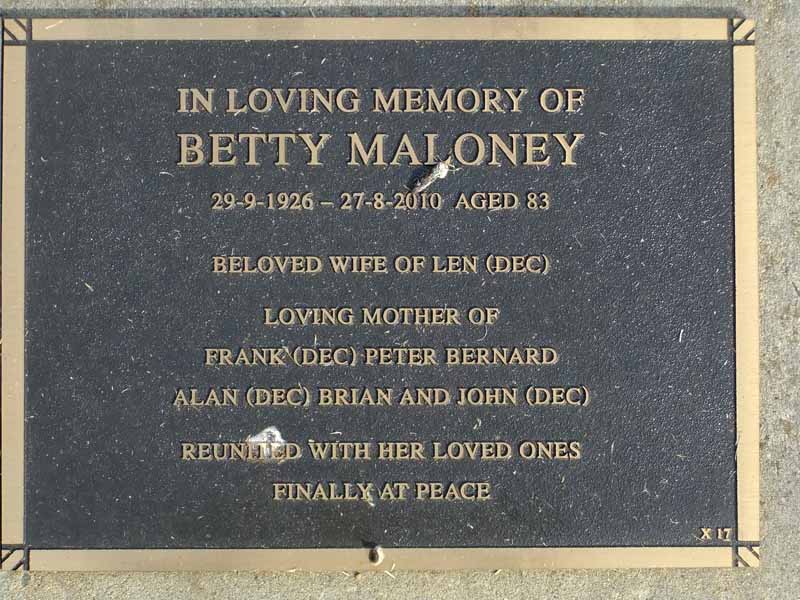 IN LOVING MEMORY OF
BETTY MALONEY
29-9-1926 – 27-8-2010 AGED 83
BELOVED WIFE OF LEN (DEC)
LOVING MOTHER OF
FRANK (DEC) PETER BERNARD
ALAN (DEC) BRIAN AND JOHN (DEC)
REUNITED WITH HER LOVED ONES
FINALLY AT PEACE
X 17